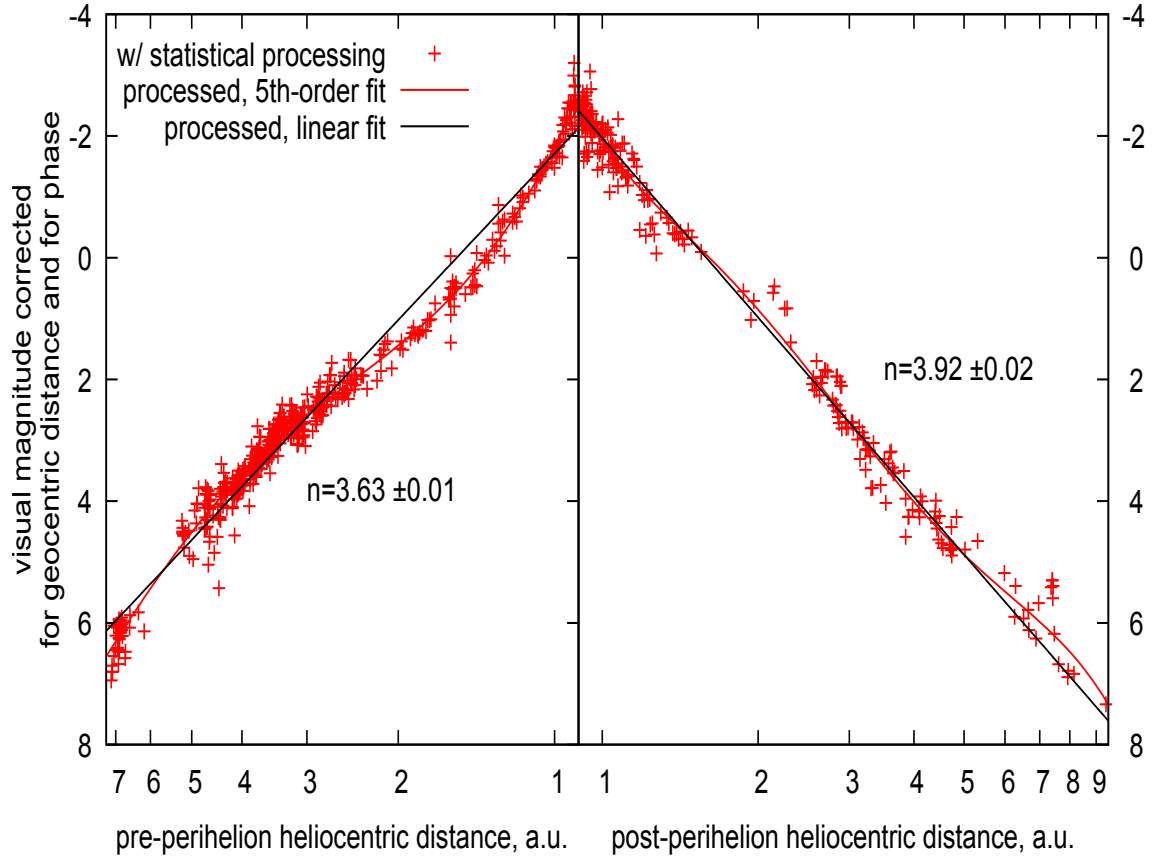 -4
-2
0
2
4
6
8
visual magnitude corrected
for geocentric distance and for phase
w/ statistical processing
processed, 5th-order fit
processed, linear fit
n=3.63 ±0.01
7 6 5 4 3 2 1
pre-perihelion heliocentric distance, a.u.
n=3.92 ±0.02
1 2 3 4 5 6 7 8 9
post-perihelion heliocentric distance, a.u.
-4
-2
0
2
4
6
8